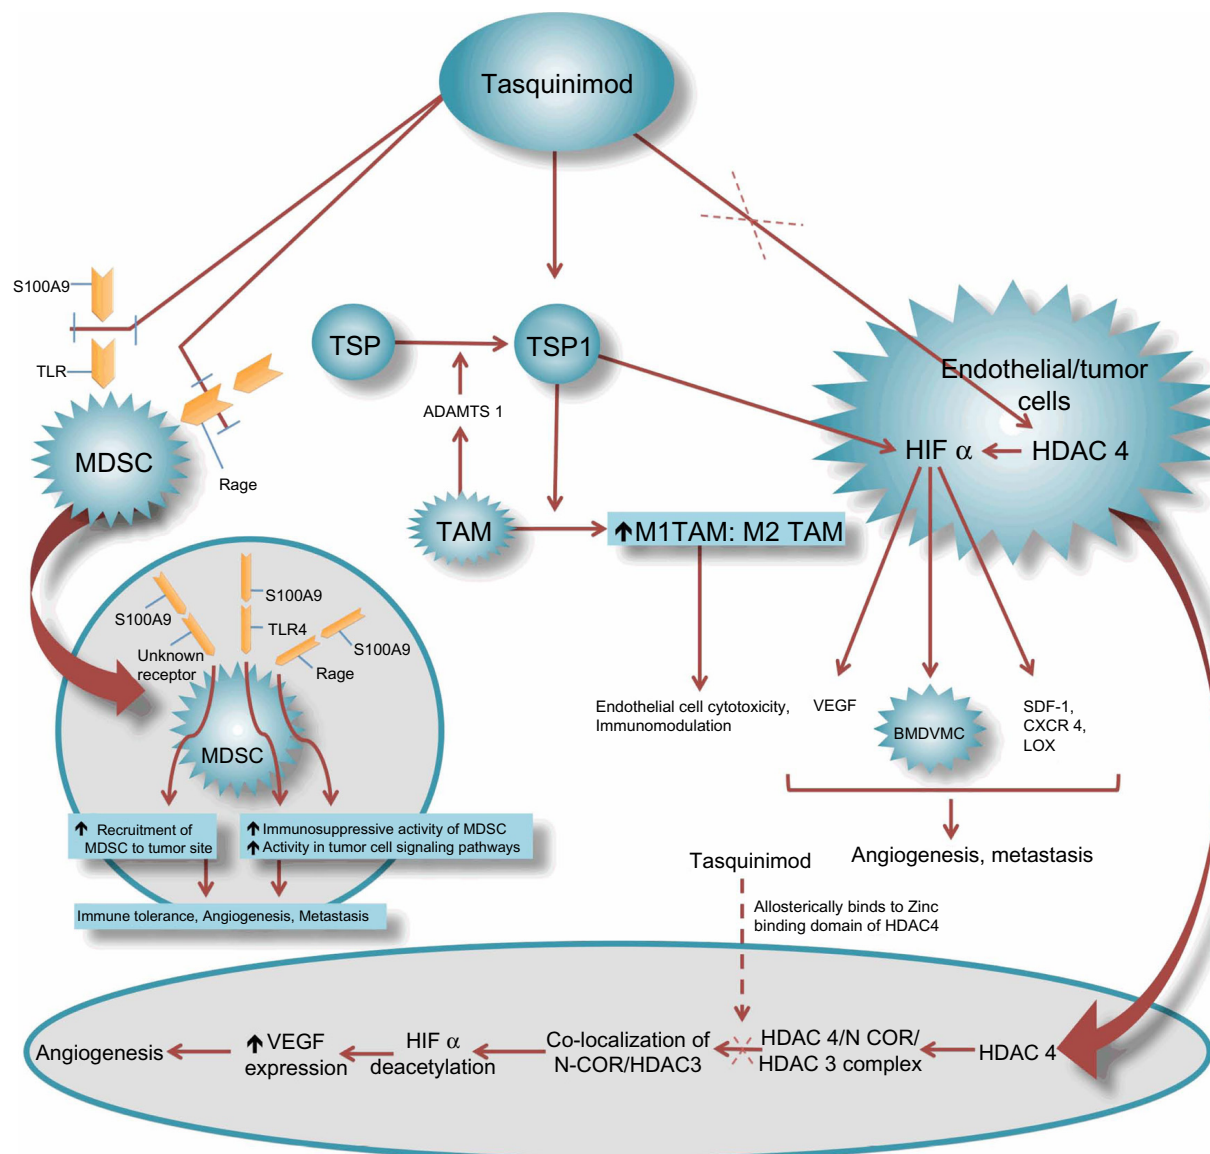 Tasquinimod
S100A9
TLR
MDSC
Rage
TSP
TSP1
ADAMTS 1
TAM
↑M1TAM: M2 TAM
Endothelial/tumor
cells
HIF α
HDAC 4
S100A9
Unknown
receptor
S100A9
TLR4
S100A9
Rage
MDSC
↑ Recruitment of
MDSC to tumor site
↑ Immunosuppressive activity of MDSC
↑ Activity in tumor cell signaling pathways
Immune tolerance, Angiogenesis, Metastasis
Endothelial cell cytotoxicity,
Immunomodulation
VEGF
BMDVMC
SDF-1,
CXCR 4,
LOX
Angiogenesis, metastasis
Tasquinimod
Allosterically binds to Zinc
binding domain of HDAC4
Angiogenesis
↑VEGF
expression
HIF α
deacetylation
Co-localization of
N-COR/HDAC3
HDAC 4/N COR/
HDAC 3 complex
HDAC 4